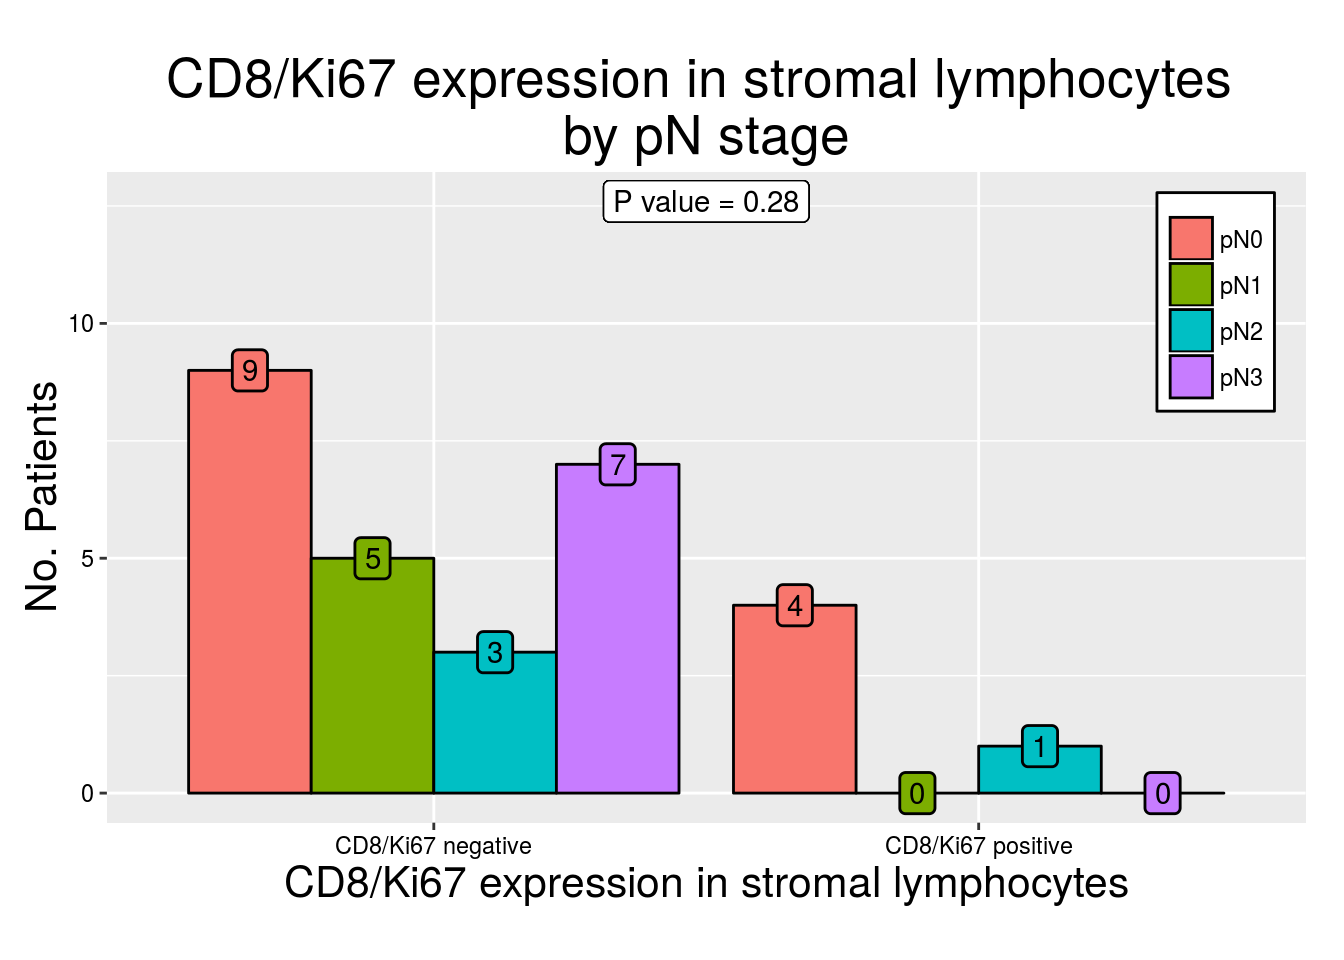 CD8/Ki67 expression in stromal lymphocytes
by pN stage
P value = 0.28
pN0
pN1
pN2
pN3
No. Patients
10
5
0
9
5
3
7
4
0
1
0
CD8/Ki67 negative
CD8/Ki67 positive
CD8/Ki67 expression in stromal lymphocytes